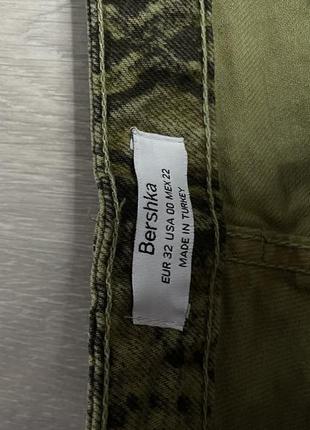 Bershka
EUR 32 USA 00 MEX 22
MADE IN TURKEY